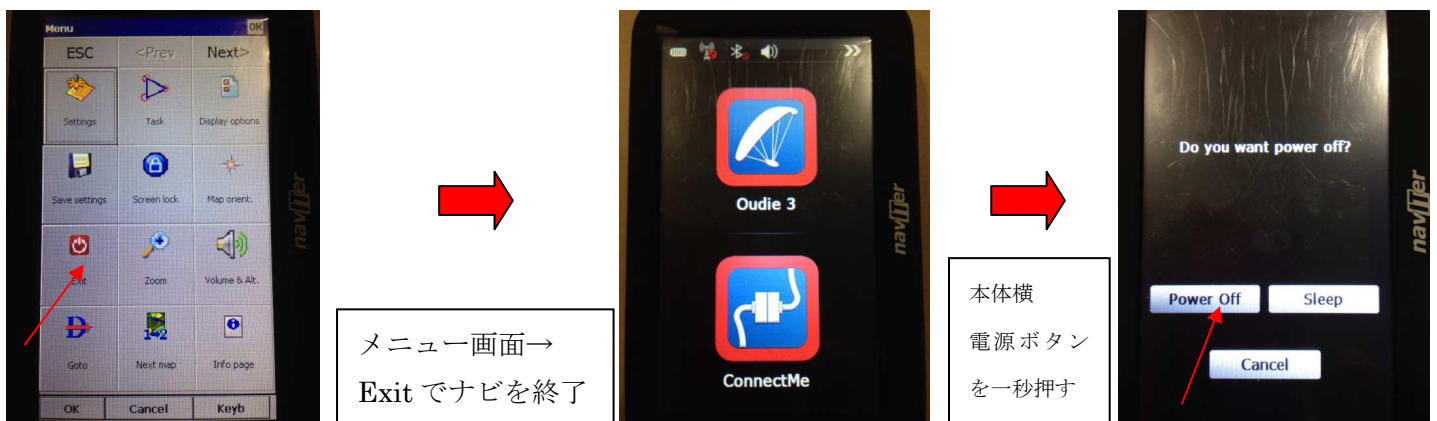 Menu
OK
ESC
<Prev
Next>
Settings
Task
Display options
Save settings
Screen lock
Map orient.
Exit
Zoom
Volume & Alt.
Goto
1→2
Next map
Info page
OK
Cancel
Keyb
naviter
メニュー画面→
Exit でナビを終了
Oudie 3
ConnectMe
naviter
本体横
電源ボタン
を一秒押す
Do you want power off?
Power Off
Sleep
Cancel
naviter